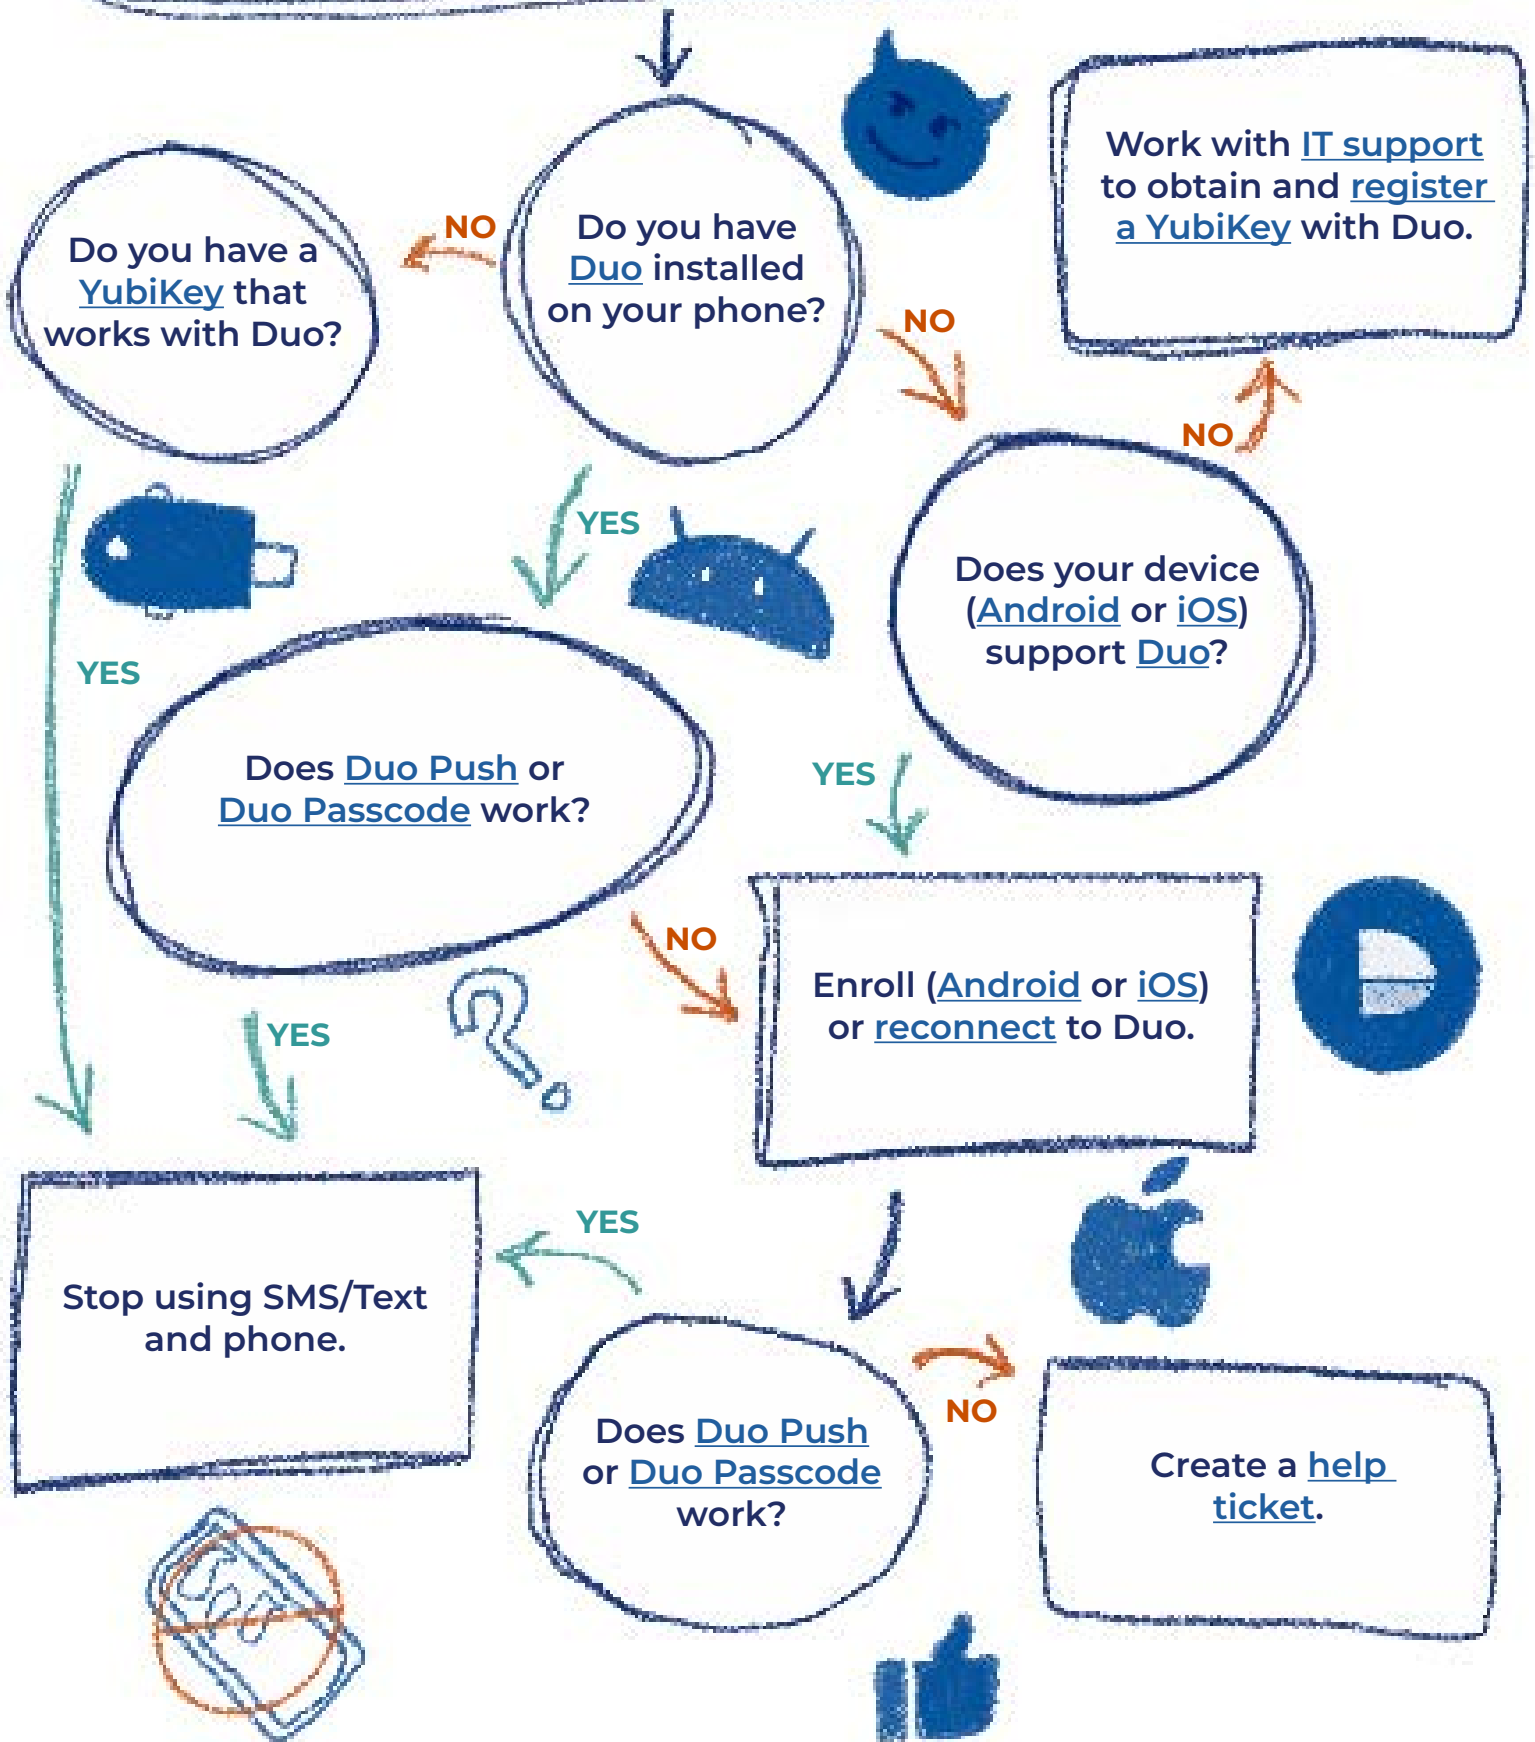 Do you have
Duo installed
on your phone?
NO
Do you have a
YubiKey that
works with Duo?
NO
Work with IT support
to obtain and register
a YubiKey with Duo.
NO
Does your device
(Android or iOS)
support Duo?
YES
YES
Does Duo Push or
Duo Passcode work?
YES
NO
Enroll (Android or iOS)
or reconnect to Duo.
YES
Stop using SMS/Text
and phone.
YES
Does Duo Push
or Duo Passcode
work?
NO
Create a help
ticket.